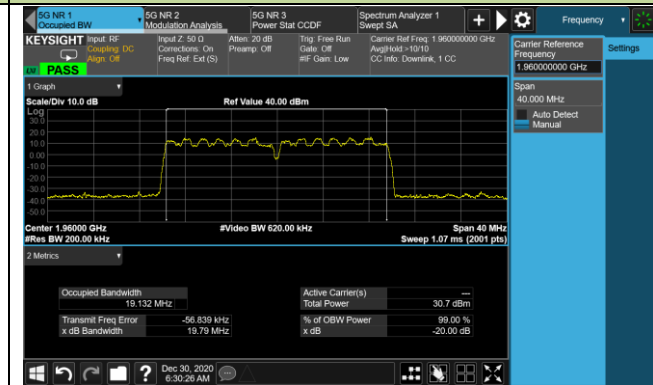 5G NR 1
Occupied BW
5G NR 2
Modulation Analysis
5G NR 3
Power Stat CCDF
Spectrum Analyzer 1
Swept SA
+
Frequency
KEYSIGHT
Input: RF
Coupling: DC
Align: Off
Input Z: 50 Ω
Corrections: On
Freq Ref: Ext (S)
Atten: 20 dB
Preamp: Off
Trig: Free Run
Gate: Off
#IF Gain: Low
Carrier Ref Freq: 1.960000000 GHz
Avg|Hold:>10/10
CC Info: Downlink, 1 CC
PASS
Carrier Reference
Frequency
1.960000000 GHz
Settings
Span
40.000 MHz
Auto Detect
Manual
1 Graph
Scale/Div 10.0 dB
Ref Value 40.00 dBm
Log
30.0
20.0
10.0
0.00
-10.0
-20.0
-30.0
-40.0
-50.0
Center 1.96000 GHz
#Video BW 620.00 kHz
Span 40 MHz
#Res BW 200.00 kHz
Sweep 1.07 ms (2001 pts)
2 Metrics
Occupied Bandwidth
19.132 MHz
Active Carrier(s)
---
Total Power
30.7 dBm
Transmit Freq Error
-56.839 kHz
% of OBW Power
99.00 %
x dB Bandwidth
19.79 MHz
x dB
-20.00 dB
?
Dec 30, 2020
6:30:26 AM